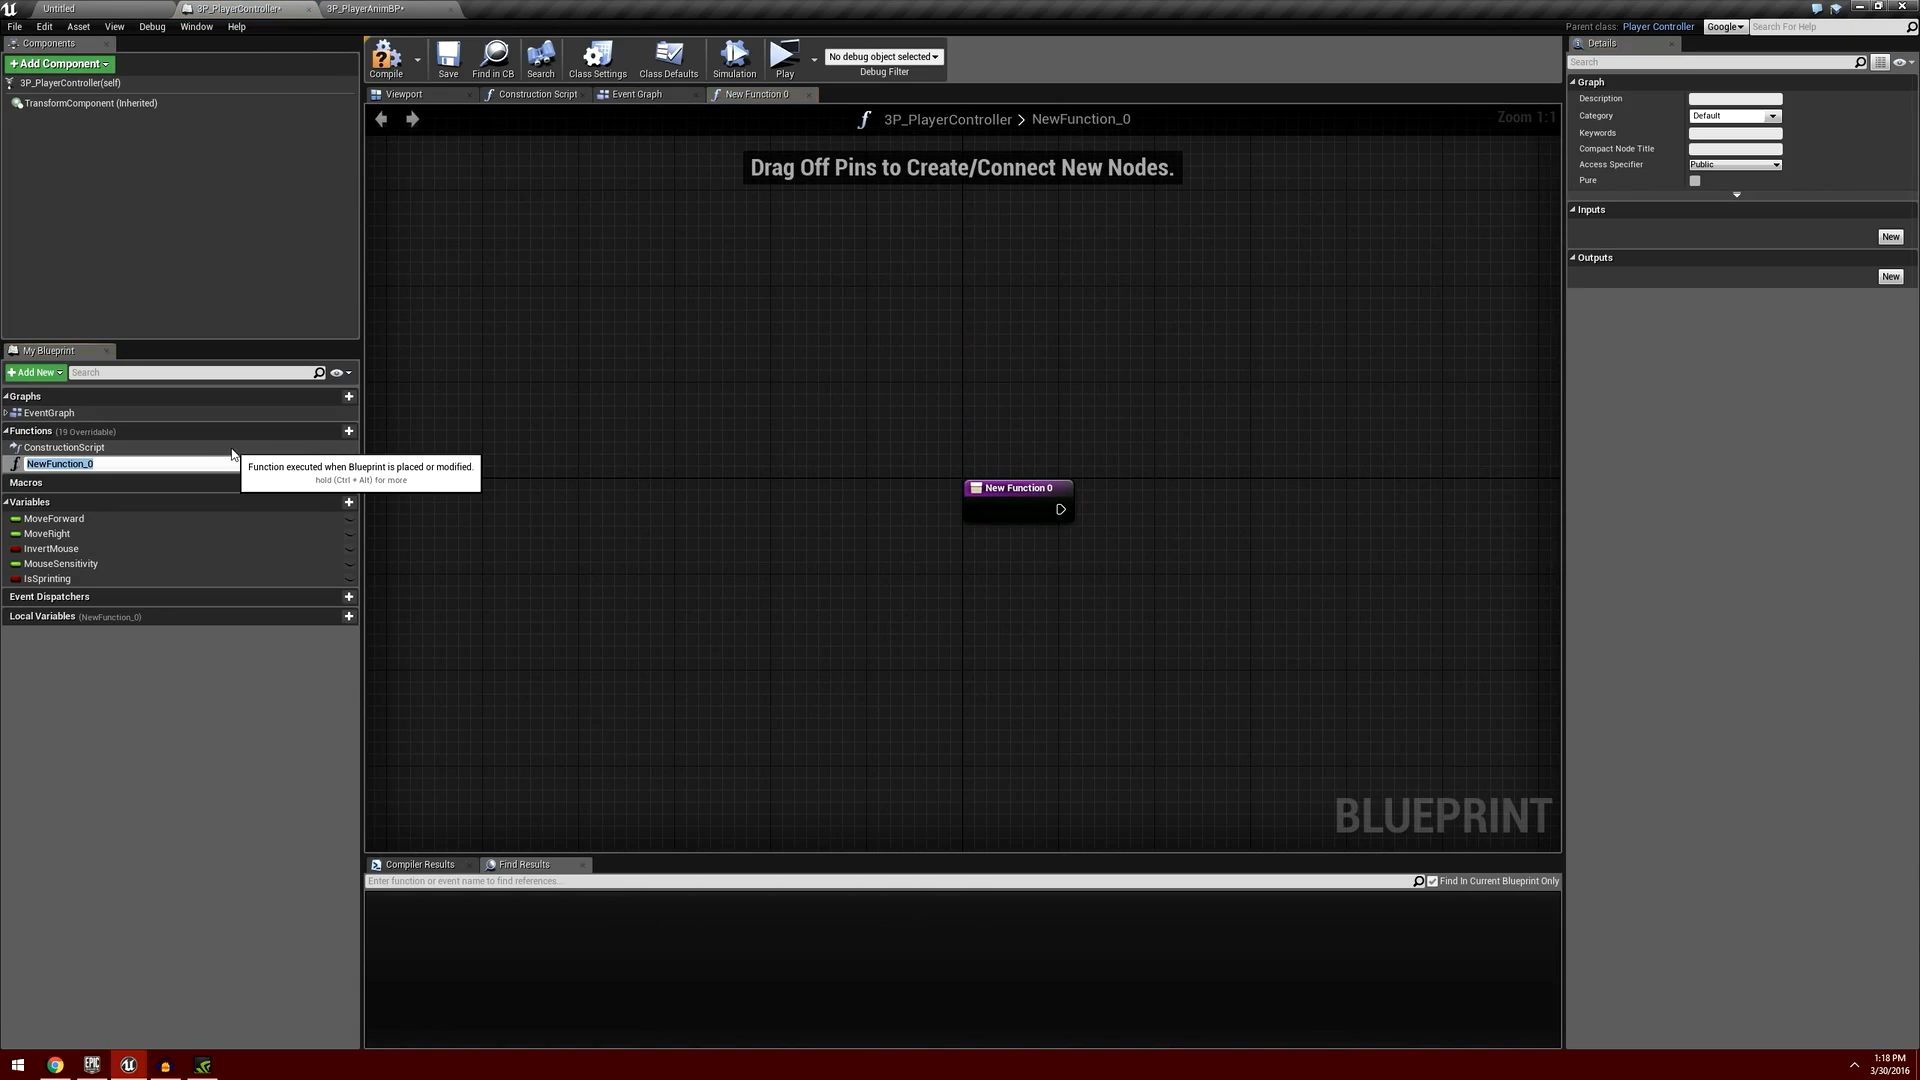 Untitled
3P_PlayerController*
3P_PlayerAnimBP*
File Edit Asset View Debug Window Help
Parent class: Player Controller
Google
Search For Help
Components
+Add Component
3P_PlayerController(self)
TransformComponent (Inherited)
Compile
Save
Find in CB
Search
Class Settings
Class Defaults
Simulation
Play
No debug object selected
Debug Filter
Viewport
Construction Script
Event Graph
New Function 0
3P_PlayerController > NewFunction_0
Zoom 1:1
Drag Off Pins to Create/Connect New Nodes.
New Function 0
BLUEPRINT
My Blueprint
+Add New
Search
Graphs
EventGraph
Functions (19 Overridable)
ConstructionScript
NewFunction_0
Function executed when Blueprint is placed or modified.
hold (Ctrl + Alt) for more
Macros
Variables
MoveForward
MoveRight
InvertMouse
MouseSensitivity
IsSprinting
Event Dispatchers
Local Variables (NewFunction_0)
Compiler Results
Find Results
Enter function or event name to find references...
Find In Current Blueprint Only
Details
Search
Graph
Description
Category Default
Keywords
Compact Node Title
Access Specifier Public
Pure
Inputs
New
Outputs
New
EPIC
1:18 PM
3/30/2016